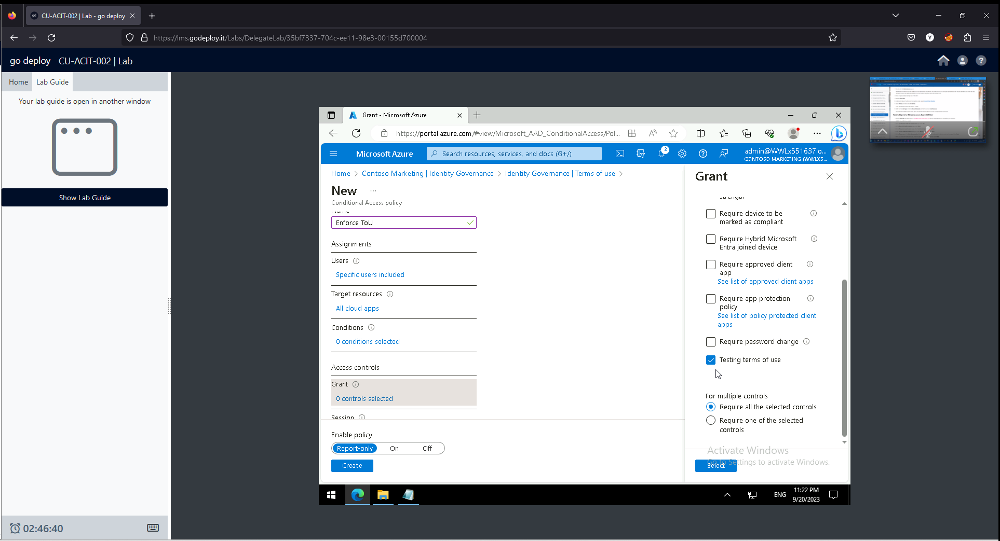 CU-ACIT-002 | Lab - go deploy
https://lms.godeploy.it/Labs/DelegateLab/35bf7337-704c-ee11-98e3-00155d700004
Y
go deploy CU-ACIT-002 | Lab
Home Lab Guide
Your lab guide is open in another window
Show Lab Guide
02:46:40
Grant - Microsoft Azure
https://portal.azure.com/#view/Microsoft_AAD_ConditionalAccess/Pol...
Microsoft Azure
Search resources, services, and docs (G+/)
2
admin@WWLx551637.o...
CONTOSO MARKETING (WWLX5...
Home > Contoso Marketing | Identity Governance > Identity Governance | Terms of use >
New ...
Conditional Access policy
Name
Enforce ToU
Assignments
Users
Specific users included
Target resources
All cloud apps
Conditions
0 conditions selected
Access controls
Grant
0 controls selected
Session
Enable policy
Report-only On Off
Create
Grant
strength
Require device to be
marked as compliant
Require Hybrid Microsoft
Entra joined device
Require approved client
app
See list of approved client apps
Require app protection
policy
See list of policy protected client
apps
Require password change
Testing terms of use
For multiple controls
Require all the selected controls
Require one of the selected
controls
Activate Windows
Go to Settings to activate Windows.
Select
ENG
11:22 PM
9/20/2023